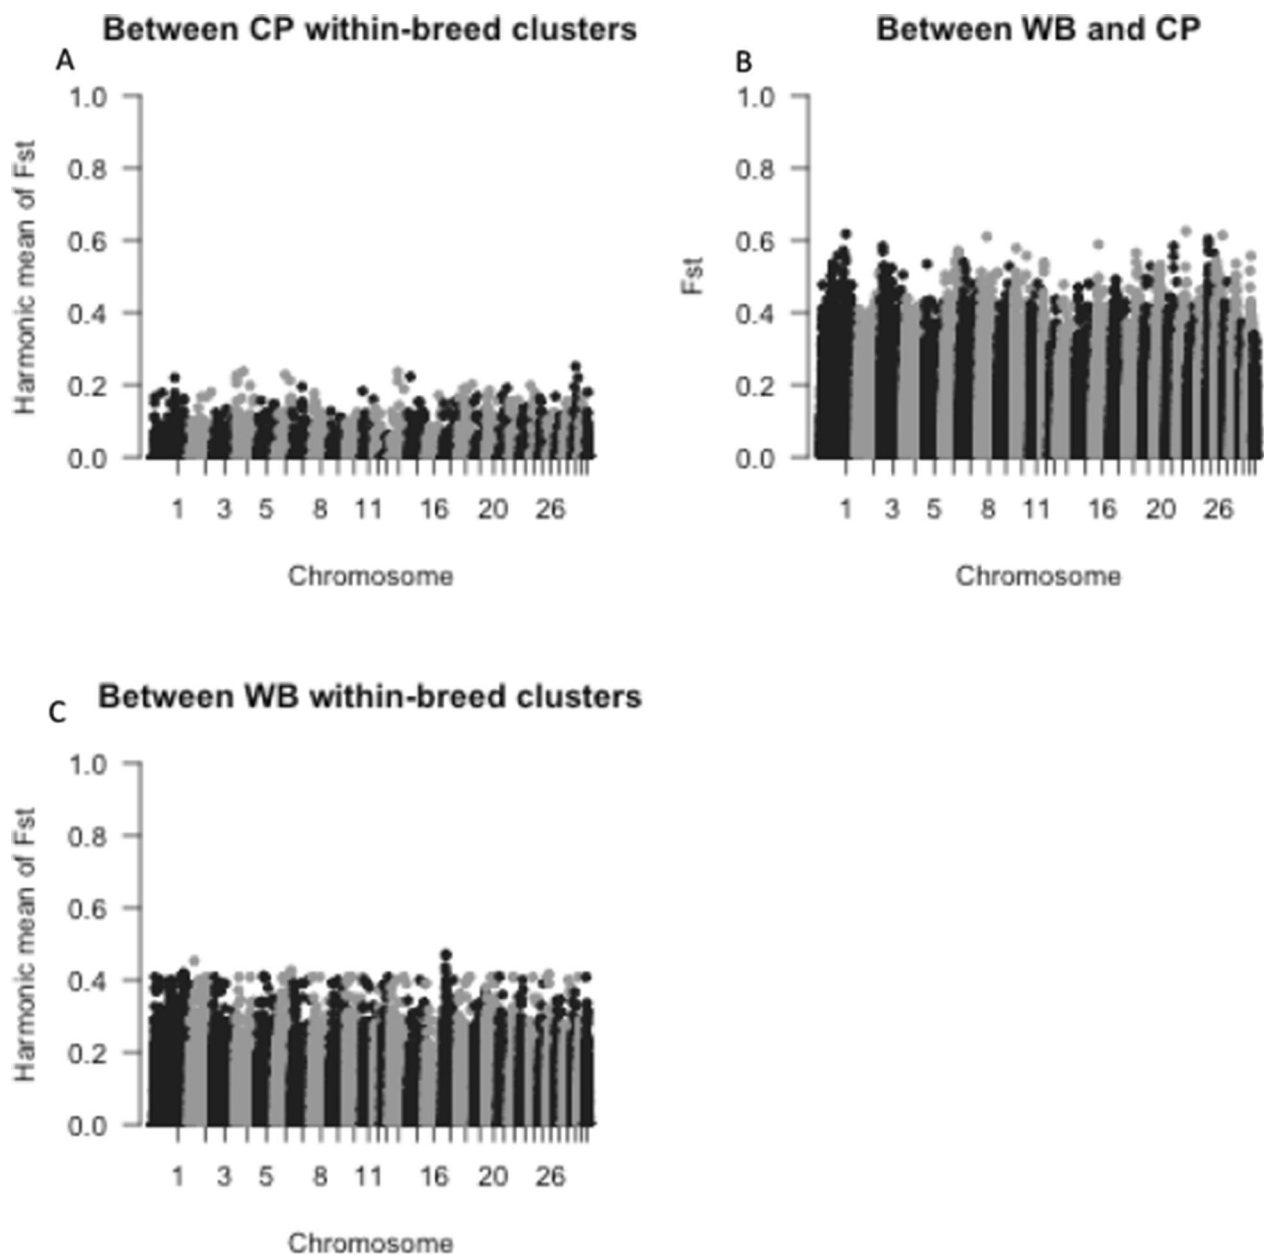 Between CP within-breed clusters
A
1.0
0.8
0.6
0.4
0.2
0.0
Harmonic mean of Fst
1 3 5 8 11 16 20 26
Chromosome
Between WB and CP
B
1.0
0.8
0.6
0.4
0.2
0.0
Fst
1 3 5 8 11 16 20 26
Chromosome
Between WB within-breed clusters
C
1.0
0.8
0.6
0.4
0.2
0.0
Harmonic mean of Fst
1 3 5 8 11 16 20 26
Chromosome